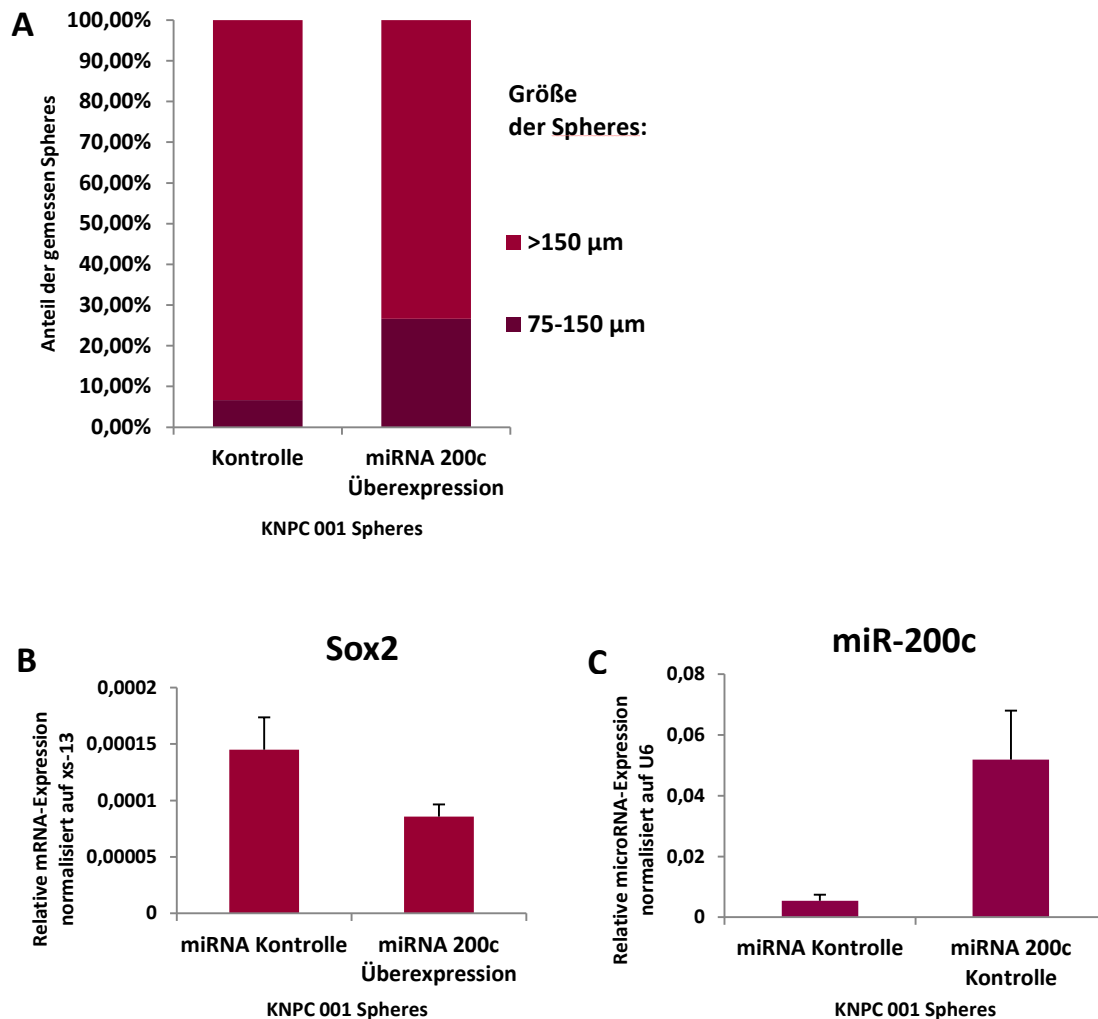 A
100,00%
90,00%
80,00%
70,00%
60,00%
50,00%
40,00%
30,00%
20,00%
10,00%
0,00%
Anteil der gemessen Spheres
Kontrolle
miRNA 200c
Überexpression
KNPC 001 Spheres
Größe
der Spheres:
>150 µm
75-150 µm
B
Sox2
0,0002
0,00015
0,0001
0,00005
0
Relative mRNA-Expression
normalisiert auf xs-13
miRNA Kontrolle
miRNA 200c
Überexpression
KNPC 001 Spheres
C
miR-200c
0,08
0,06
0,04
0,02
0
Relative microRNA-Expression
normalisiert auf U6
miRNA Kontrolle
miRNA 200c
Kontrolle
KNPC 001 Spheres